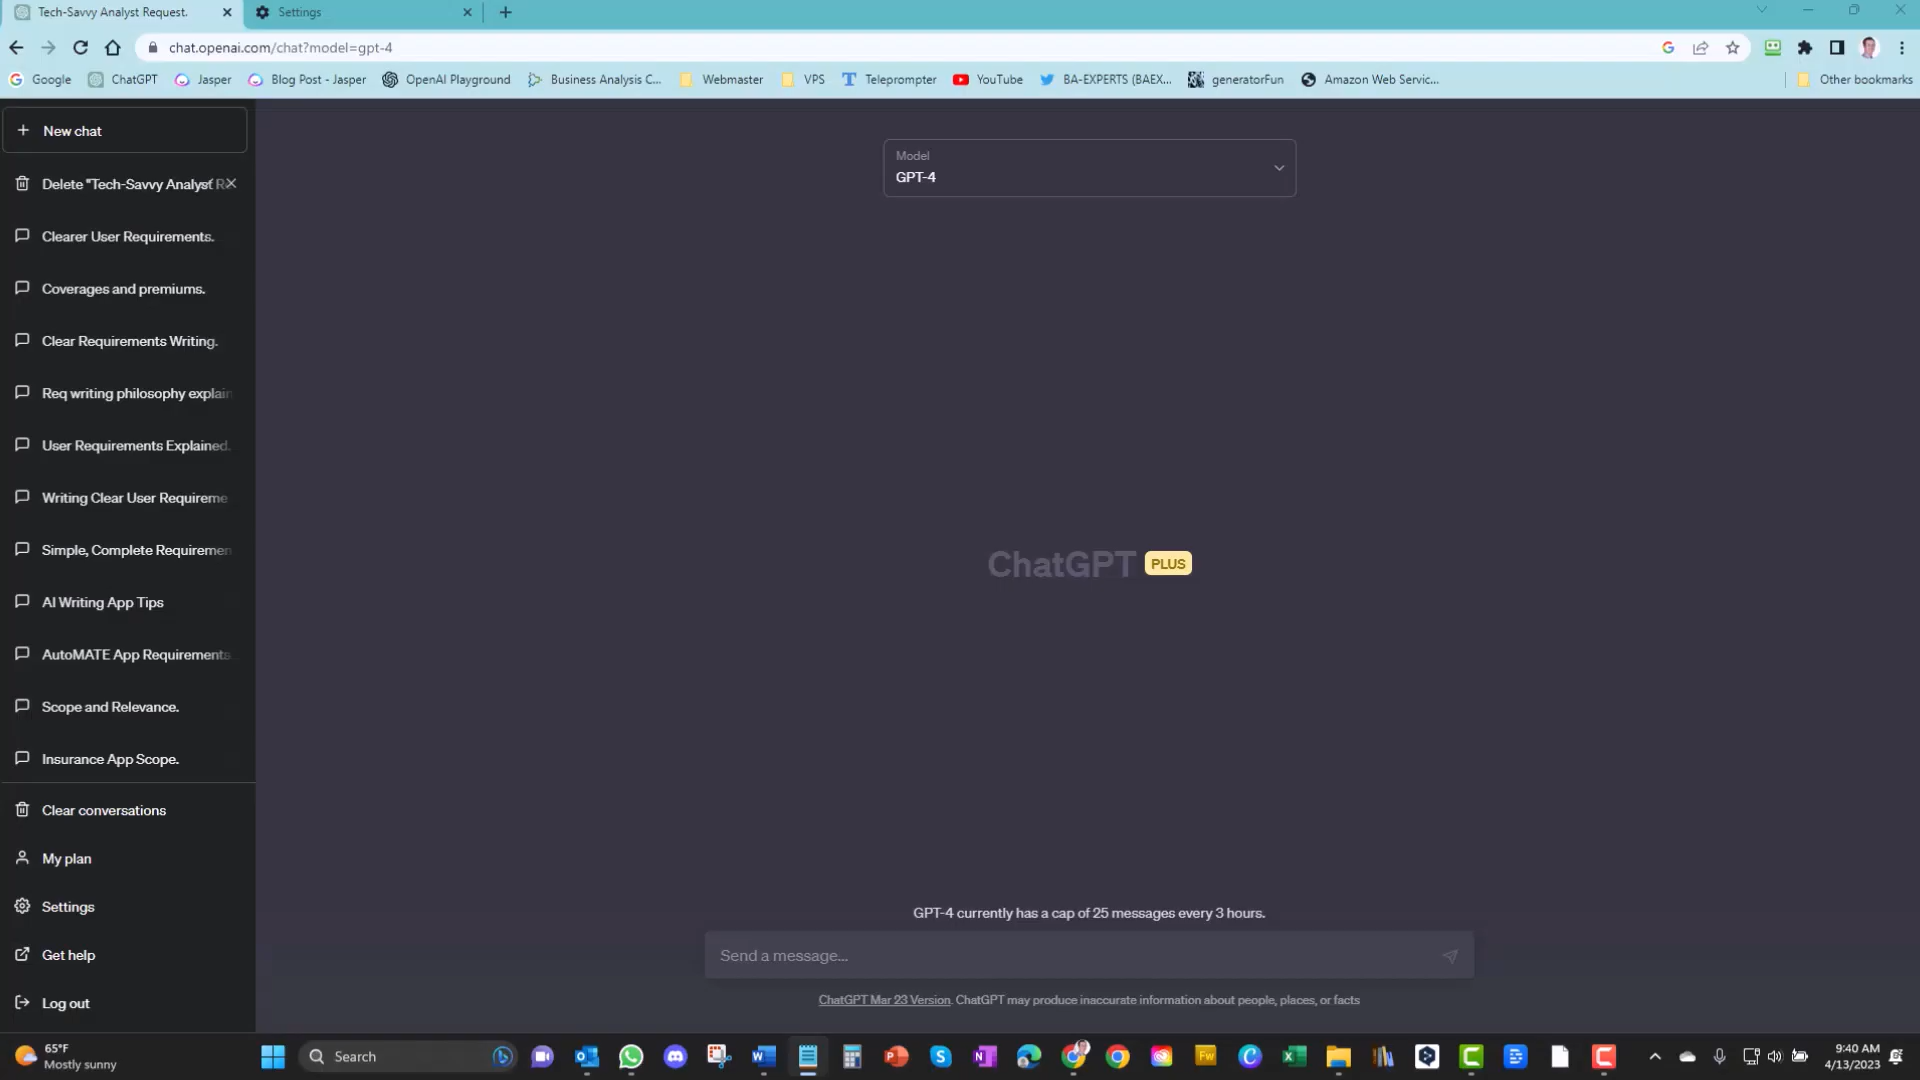 Tech-Savvy Analyst Request.
Settings
chat.openai.com/chat?model=gpt-4
Google
ChatGPT
Jasper
Blog Post - Jasper
OpenAI Playground
Business Analysis C...
Webmaster
VPS
Teleprompter
YouTube
BA-EXPERTS (BAEX...
generatorFun
Amazon Web Servic...
Other bookmarks
New chat
Delete "Tech-Savvy Analyst R
Clearer User Requirements.
Coverages and premiums.
Clear Requirements Writing.
Req writing philosophy explain
User Requirements Explained.
Writing Clear User Requireme
Simple, Complete Requiremen
AI Writing App Tips
AutoMATE App Requirements
Scope and Relevance.
Insurance App Scope.
Clear conversations
My plan
Settings
Get help
Log out
Model
GPT-4
ChatGPT PLUS
GPT-4 currently has a cap of 25 messages every 3 hours.
Send a message...
ChatGPT Mar 23 Version. ChatGPT may produce inaccurate information about people, places, or facts
65°F
Mostly sunny
Search
Fw
9:40 AM
4/13/2023